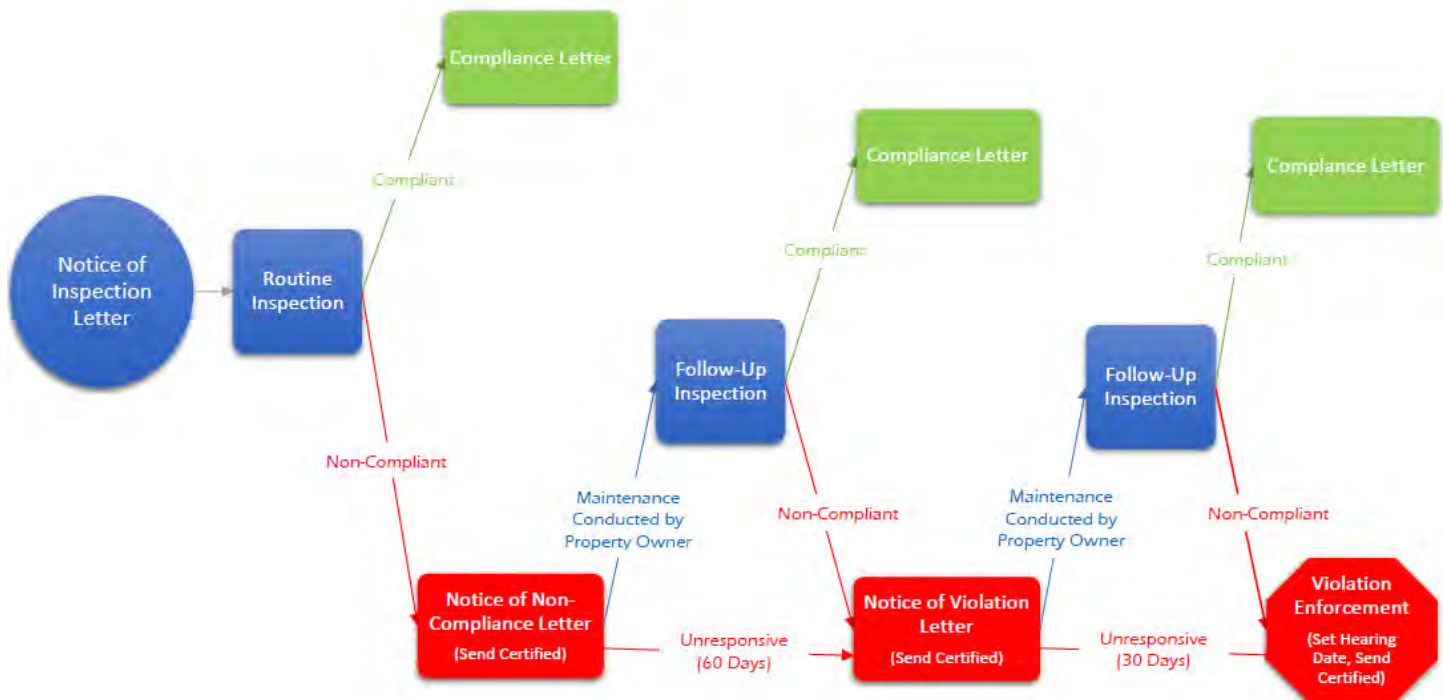 Compliance Letter
Compliance Letter
Complance Letter
Compliant
Compliant
Compliant
Notice of
Inspection
Letter
Routine
Inspection
Follow-Up
Inspection
Follow-Up
Inspection
Non-Compliant
Maintenance
Conducted by
Property Owner
Non-Compliant
Maintenance
Conducted by
Property Owner
Non-Compliant
Notice of Non-
Compliance Letter
(Send Certified)
Unresponsive
(60 Days)
Notice of Violation
Letter
(Send Certified)
Unresponsive
(30 Days)
Violation
Enforcement
(Set Hearing
Date, Send
Certified)